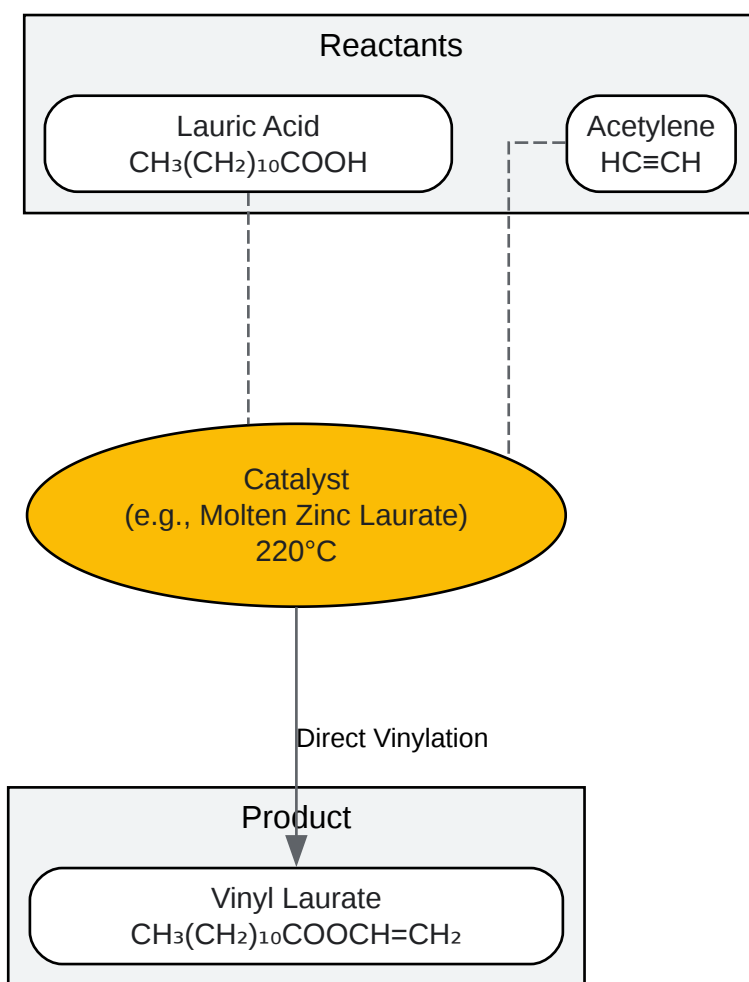 Reactants
Lauric Acid
CH₃(CH₂)₁₀COOH
Acetylene
HC≡CH
Catalyst
(e.g., Molten Zinc Laurate)
220°C
Direct Vinylation
Product
Vinyl Laurate
CH₃(CH₂)₁₀COOCH=CH₂